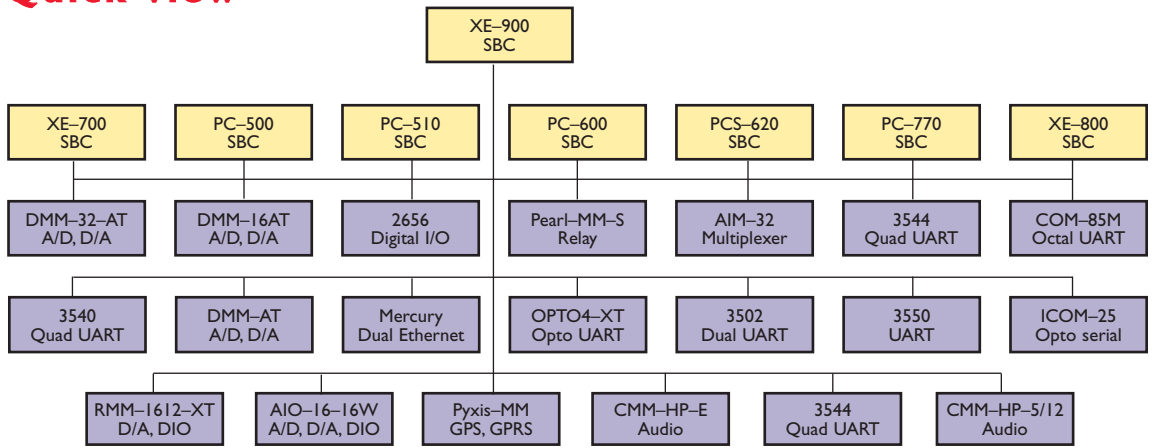 Quick View
XE–900
SBC
XE–700
SBC
PC–500
SBC
PC–510
SBC
PC–600
SBC
PCS–620
SBC
PC–770
SBC
XE–800
SBC
DMM–32–AT
A/D, D/A
DMM–16AT
A/D, D/A
2656
Digital I/O
Pearl–MM–S
Relay
AIM–32
Multiplexer
3544
Quad UART
COM–85M
Octal UART
3540
Quad UART
DMM–AT
A/D, D/A
Mercury
Dual Ethernet
OPTO4–XT
Opto UART
3502
Dual UART
3550
UART
ICOM–25
Opto serial
RMM–1612–XT
D/A, DIO
AIO–16–16W
A/D, D/A, DIO
Pyxis–MM
GPS, GPRS
CMM–HP–E
Audio
3544
Quad UART
CMM–HP–5/12
Audio